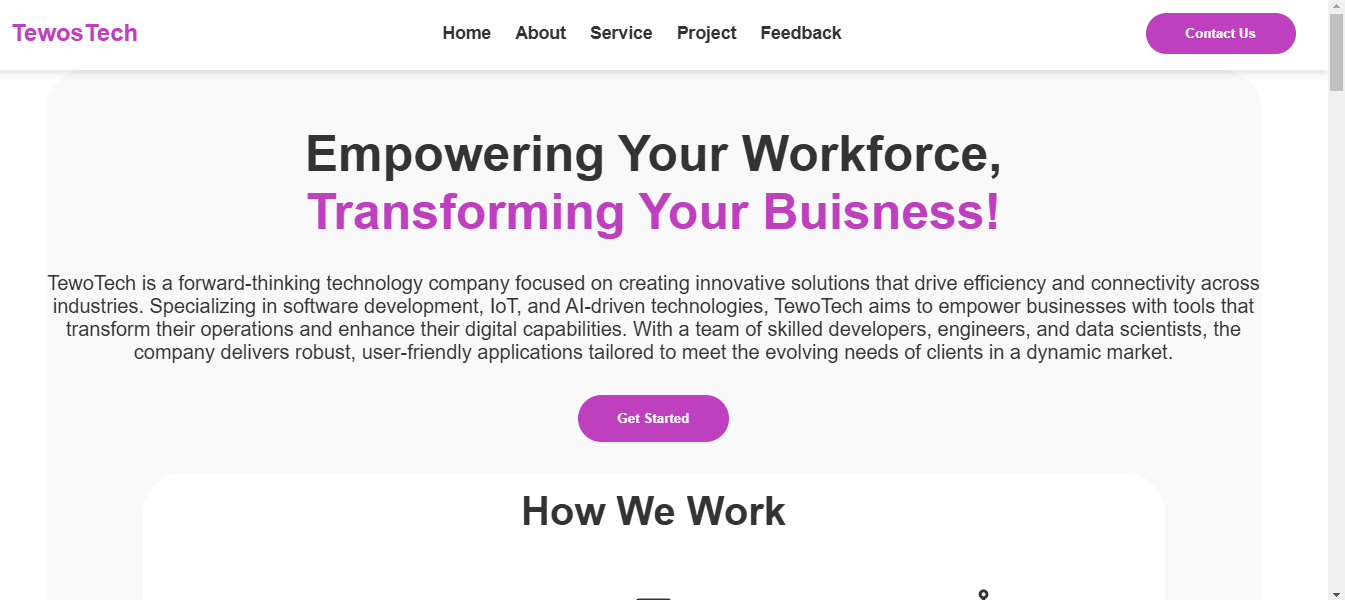 TewosTech
Home About Service Project Feedback
Contact Us
Empowering Your Workforce,
Transforming Your Buisness!
TewoTech is a forward-thinking technology company focused on creating innovative solutions that drive efficiency and connectivity across
industries. Specializing in software development, IoT, and AI-driven technologies, TewoTech aims to empower businesses with tools that
transform their operations and enhance their digital capabilities. With a team of skilled developers, engineers, and data scientists, the
company delivers robust, user-friendly applications tailored to meet the evolving needs of clients in a dynamic market.
Get Started
How We Work